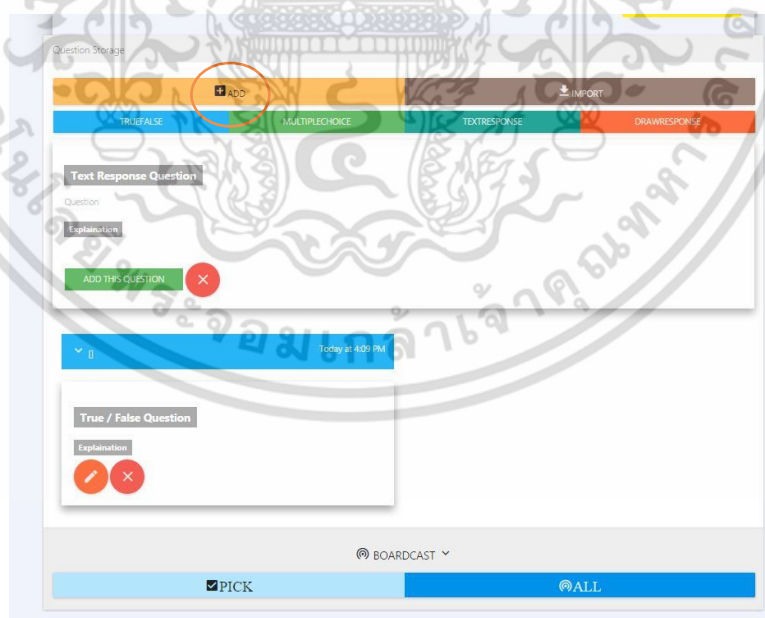 Question Storage
ADD
IMPORT
TRUEFALSE
MULTIPLECHOICE
TEXTRESPONSE
DRAWRESPONSE
Text Response Question
Question
Explaination
ADD THIS QUESTION
[]
Today at 4:09 PM
True / False Question
Explaination
BOARDCAST
PICK
ALL